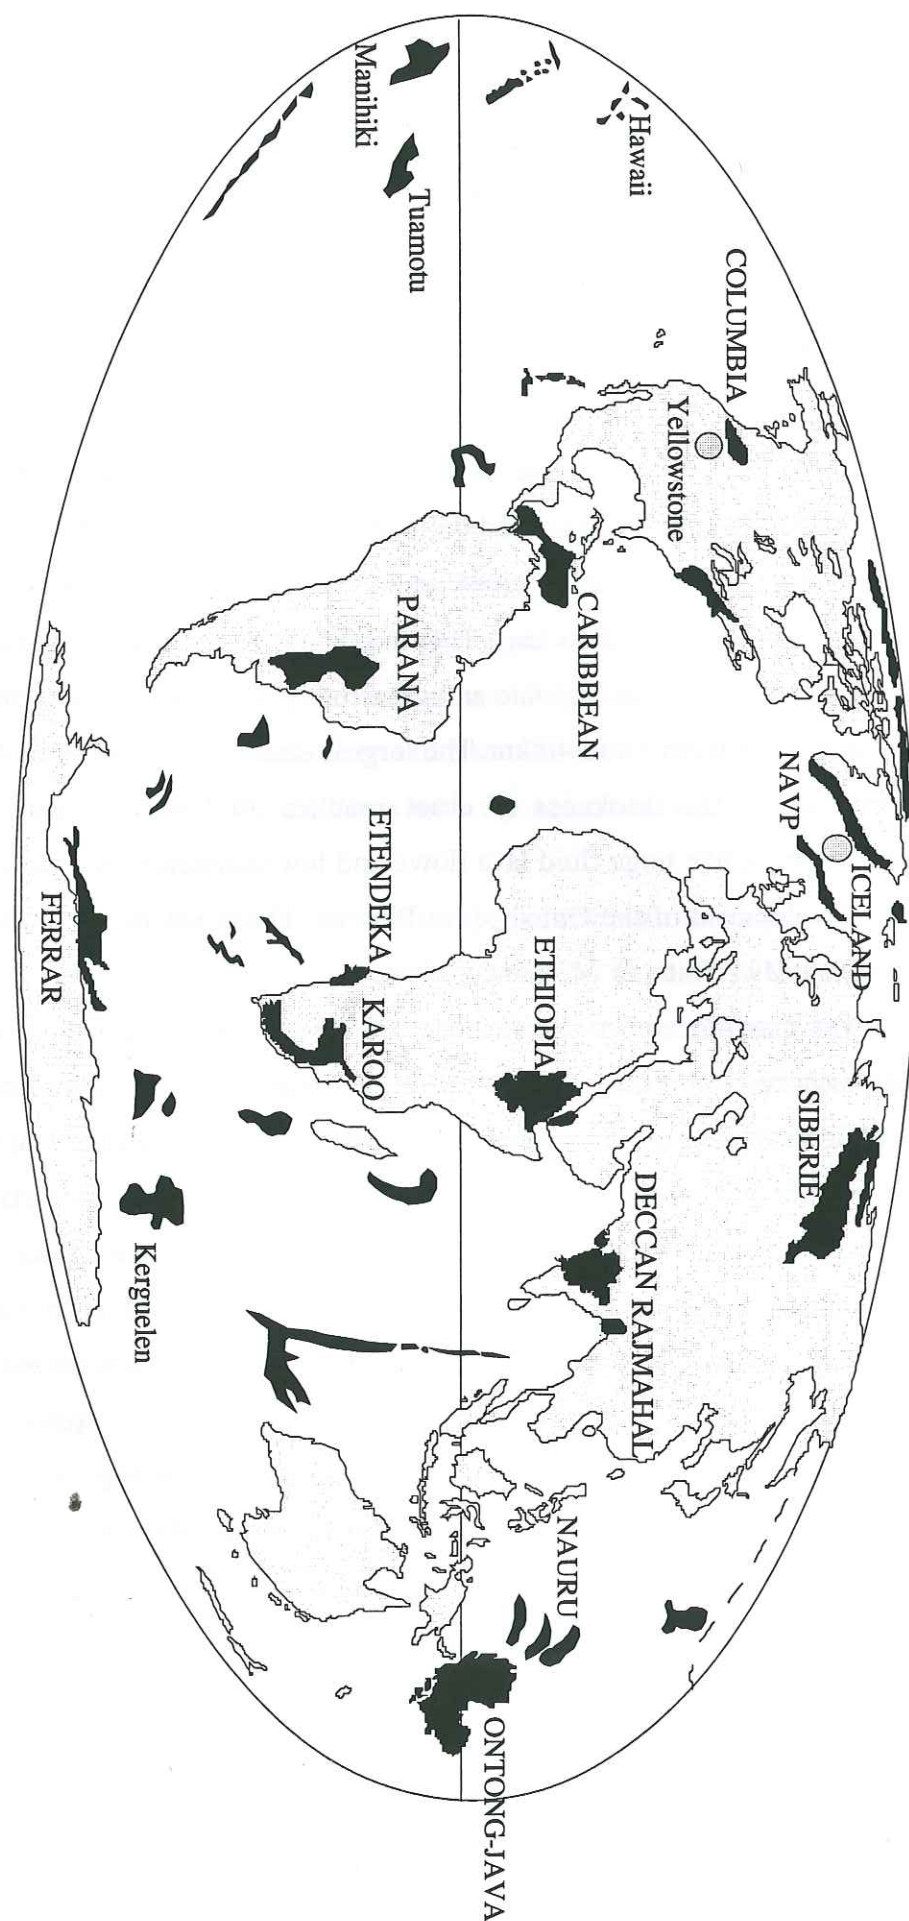 Hawaii
Manihiki
Tuamotu
COLUMBIA
Yellowstone
CARIBBEAN
PARANA
NAVP
ICELAND
ETENDEKA
FERRAR
ETHIOPIA
KAROO
SIBERIE
DECCAN RAJMAHAL
Kerguelen
NAURU
ONTONG-JAVA